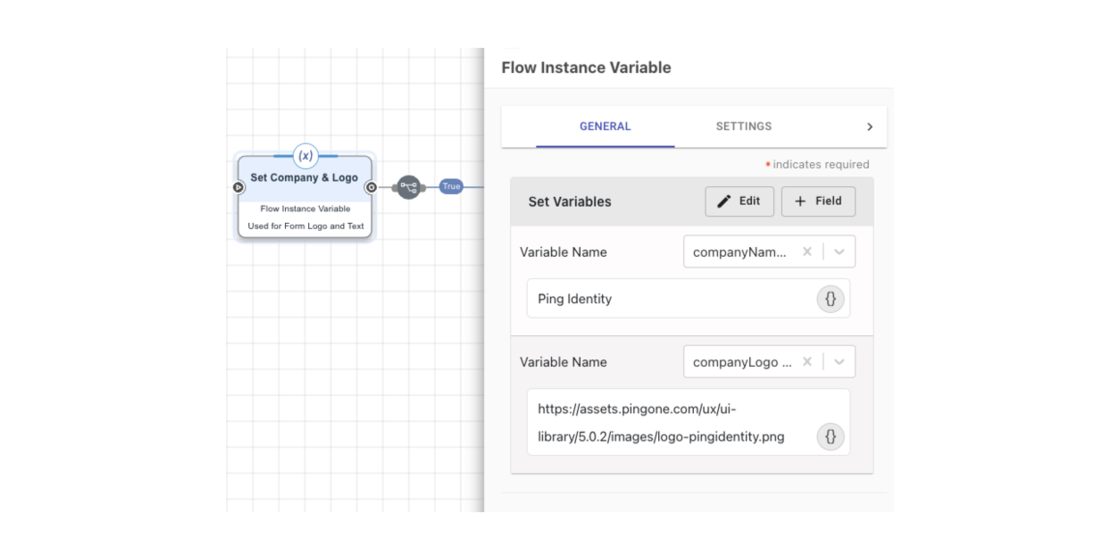 Flow Instance Variable
GENERAL
SETTINGS
* indicates required
(x)
Set Company & Logo
Flow Instance Variable
Used for Form Logo and Text
True
Set Variables
Edit
+ Field
Variable Name
companyNam...
Ping Identity
{}
Variable Name
companyLogo ...
https://assets.pingone.com/ux/ui-
library/5.0.2/images/logo-pingidentity.png
{}